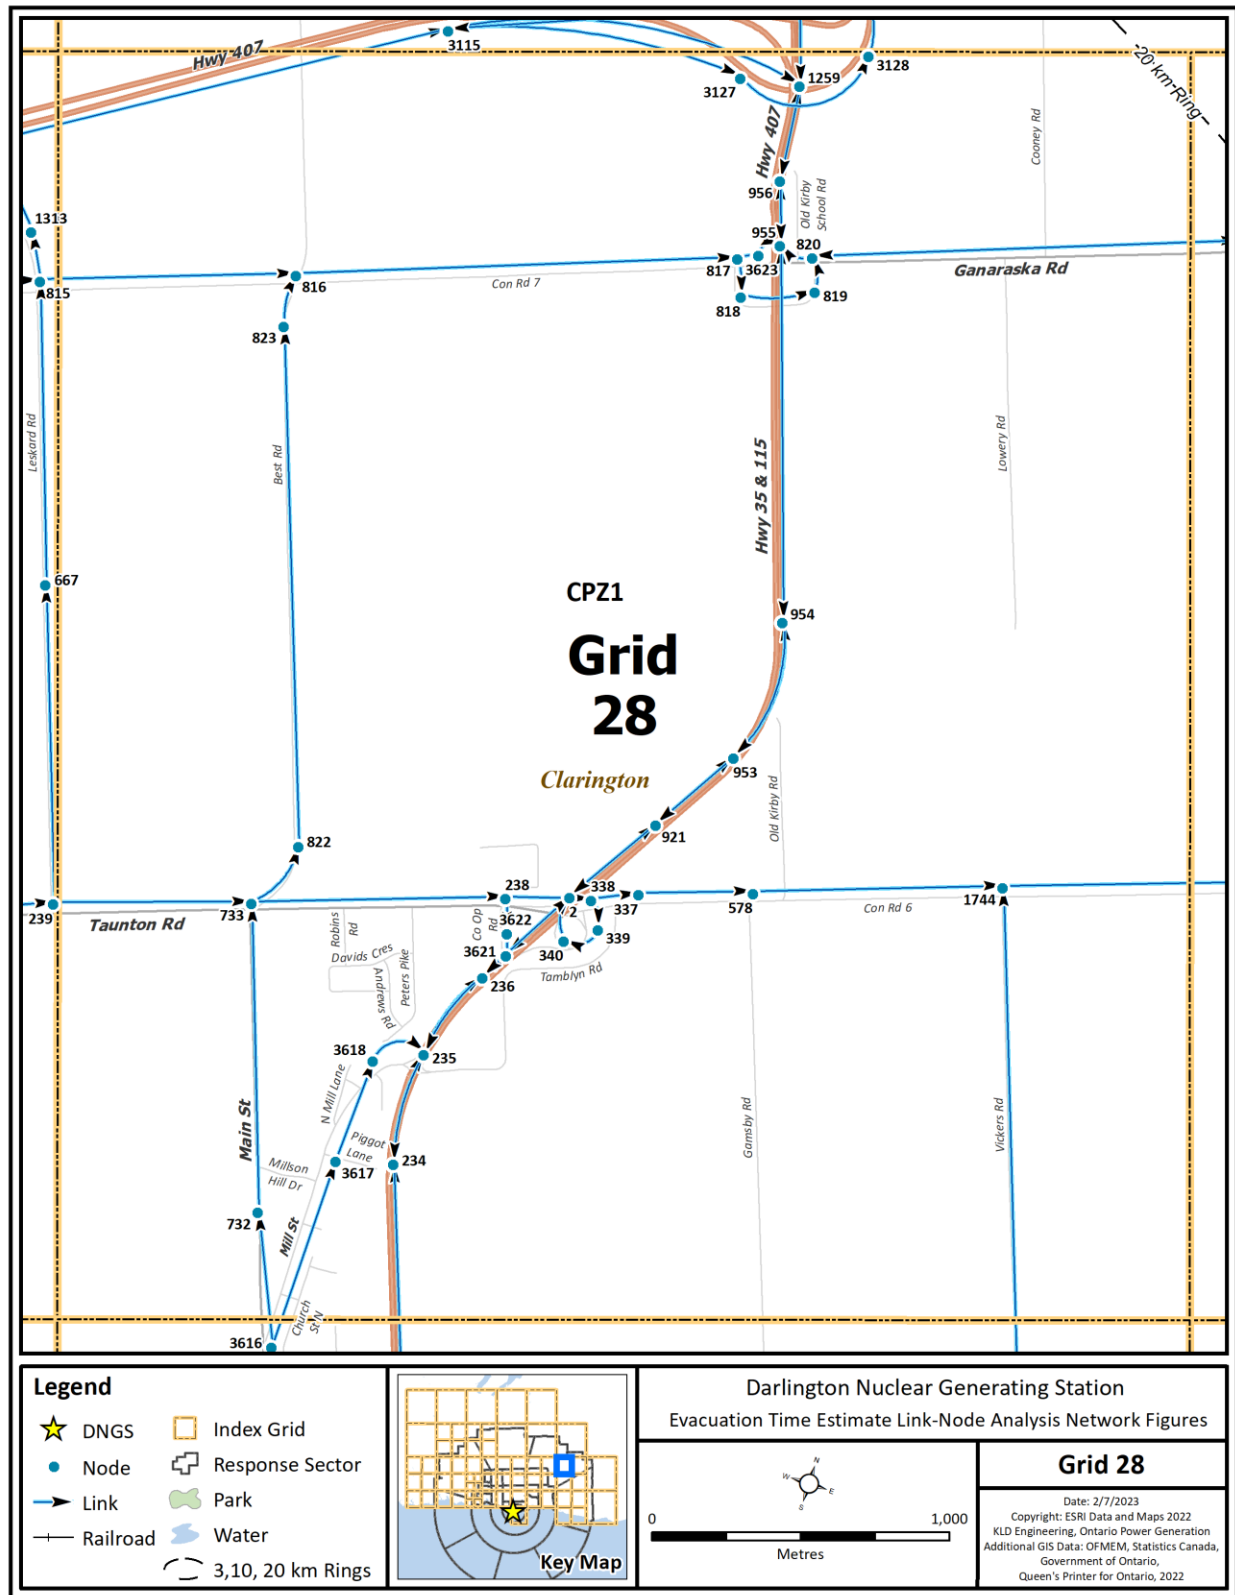 Hwy 407
3115
3127
1259
3128
20 km Ring
Cooney Rd
Hwy 407
956
Old Kirby
School Rd
1313
955
820
817
3623
Ganaraska Rd
815
816
Con Rd 7
818
819
823
Leskard Rd
Best Rd
Lowery Rd
Hwy 35 & 115
667
CPZ1
954
Grid
28
953
Clarington
Old Kirby Rd
921
822
238
338
239
Taunton Rd
733
2
337
578
1744
Con Rd 6
Robins
Rd
Co Op
Rd
3622
339
Davids Cres
3621
340
Peters Pike
Andrews Rd
236
Tamblyn Rd
3618
235
N Mill Lane
Main St
Piggot
Lane
Gamsby Rd
Vickers Rd
Millson
Hill Dr
3617
234
732
Mill St
Church
St N
3616
Legend
DNGS
Index Grid
Node
Response Sector
Link
Park
Railroad
Water
3,10, 20 km Rings
Key Map
Darlington Nuclear Generating Station
Evacuation Time Estimate Link-Node Analysis Network Figures
N
W
E
S
0
1,000
Metres
Grid 28
Date: 2/7/2023
Copyright: ESRI Data and Maps 2022
KLD Engineering, Ontario Power Generation
Additional GIS Data: OFMEM, Statistics Canada,
Government of Ontario,
Queen's Printer for Ontario, 2022